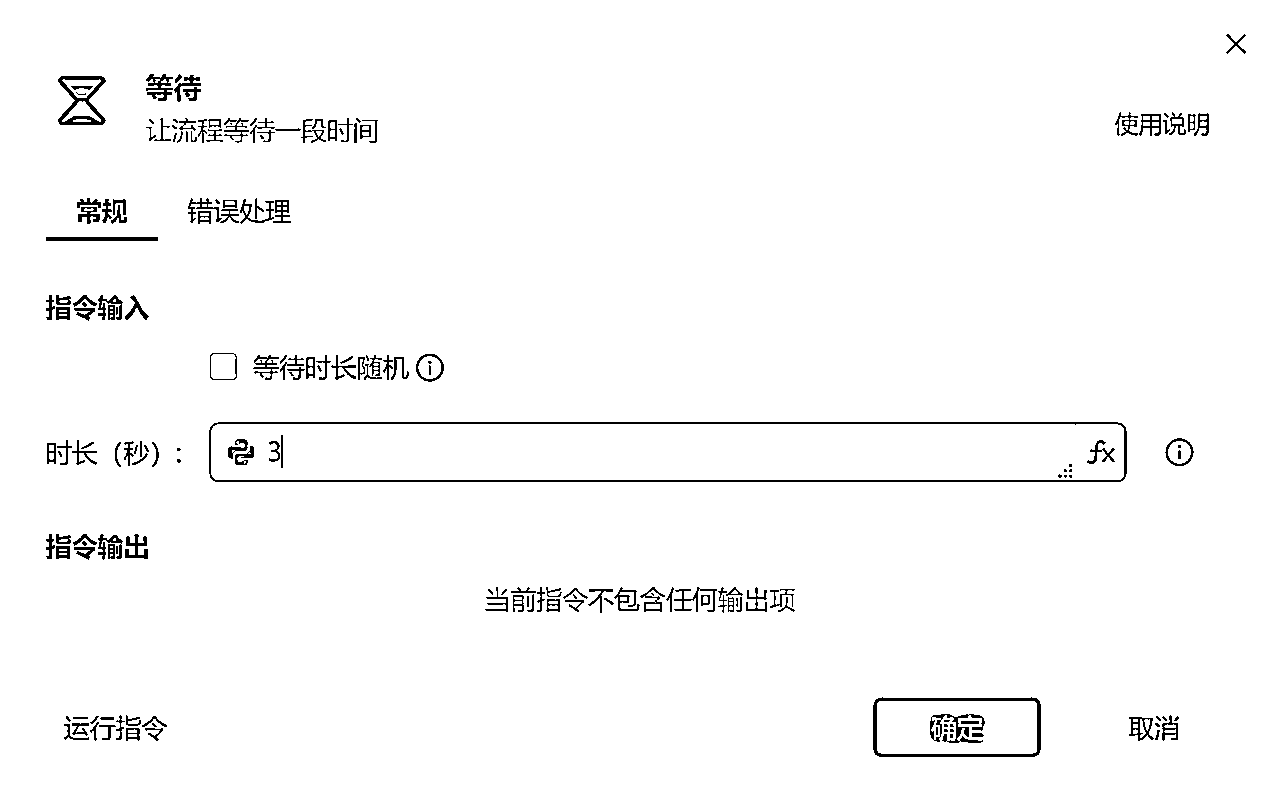 等待
让流程等待一段时间
使用说明
常规 错误处理
指令输入
等待时长随机
时长（秒）： 3 fx
指令输出
当前指令不包含任何输出项
运行指令 确定 取消